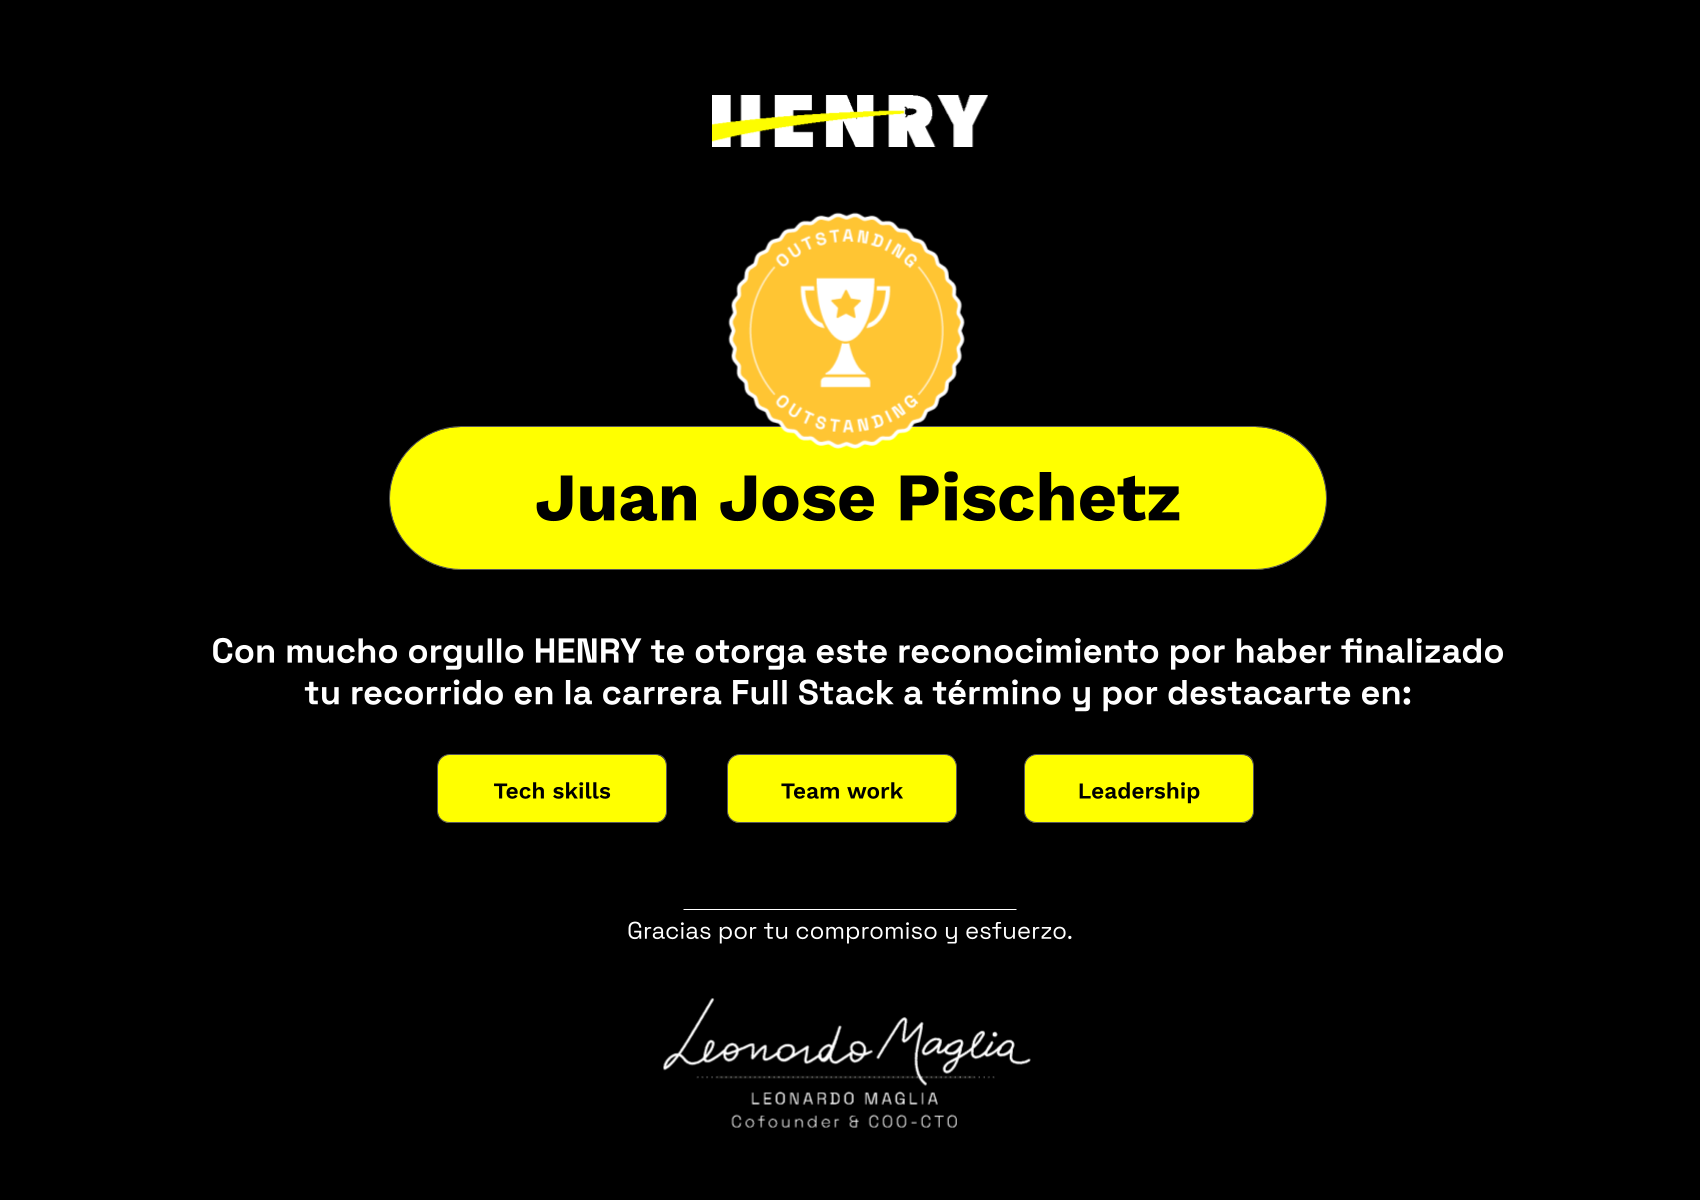 HENRY
OUTSTANDING
OUTSTANDING
Juan Jose Pischetz
Con mucho orgullo HENRY te otorga este reconocimiento por haber finalizado
tu recorrido en la carrera Full Stack a término y por destacarte en:
Tech skills
Team work
Leadership
Gracias por tu compromiso y esfuerzo.
Leonardo Maglia
LEONARDO MAGLIA
Cofounder & COO-CTO